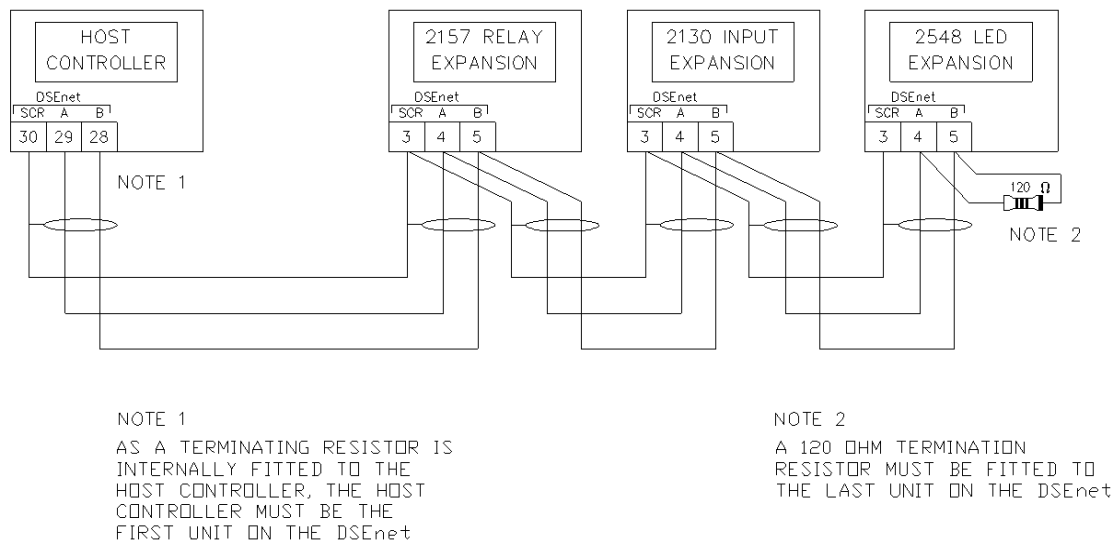 HOST
CONTROLLER
2157 RELAY
EXPANSION
2130 INPUT
EXPANSION
2548 LED
EXPANSION
DSEnet
DSEnet
DSEnet
DSEnet
SCR A B
SCR A B
SCR A B
SCR A B
30 29 28
3 4 5
3 4 5
3 4 5
NOTE 1
120 Ω
NOTE 2
NOTE 1
AS A TERMINATING RESISTOR IS
INTERNALLY FITTED TO THE
HOST CONTROLLER, THE HOST
CONTROLLER MUST BE THE
FIRST UNIT ON THE DSEnet
NOTE 2
A 120 OHM TERMINATION
RESISTOR MUST BE FITTED TO
THE LAST UNIT ON THE DSEnet